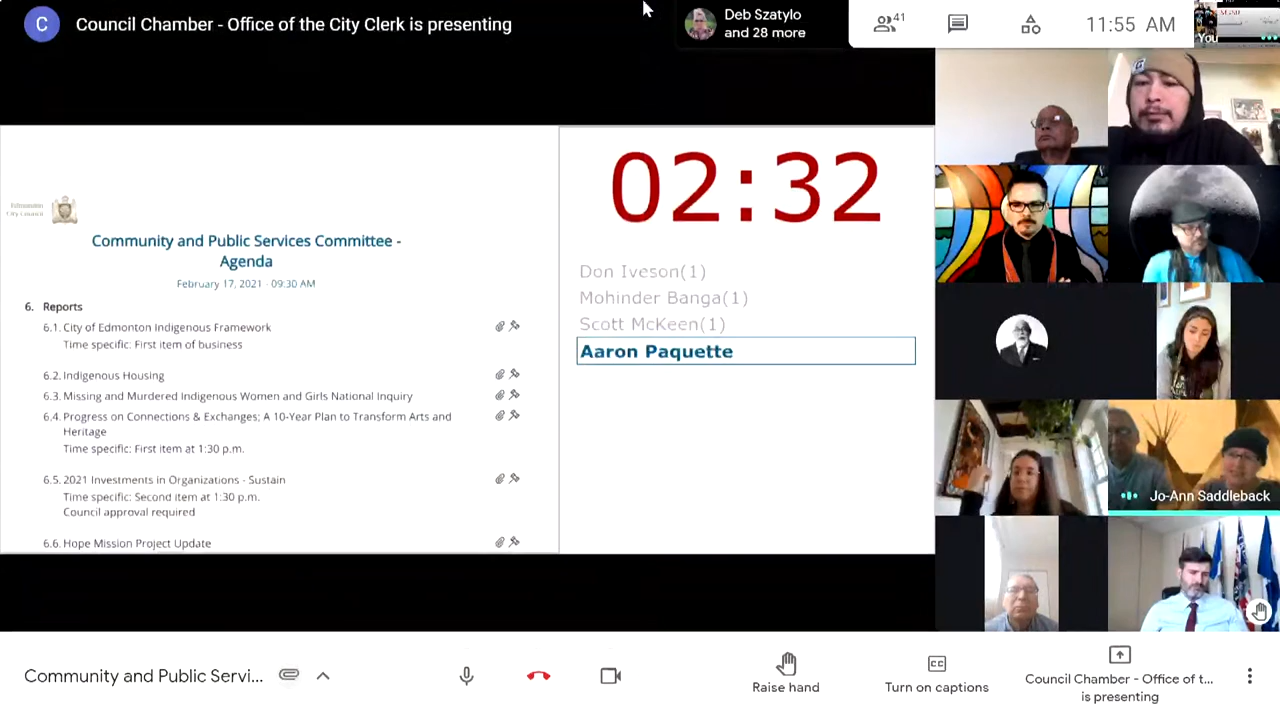 C
Council Chamber - Office of the City Clerk is presenting
Deb Szatylo
and 28 more
41
11:55 AM
You
Edmonton
City Council
Community and Public Services Committee -
Agenda
February 17, 2021 - 09:30 AM
6. Reports
6.1. City of Edmonton Indigenous Framework
Time specific: First item of business
6.2. Indigenous Housing
6.3. Missing and Murdered Indigenous Women and Girls National Inquiry
6.4. Progress on Connections & Exchanges; A 10-Year Plan to Transform Arts and
Heritage
Time specific: First item at 1:30 p.m.
6.5. 2021 Investments in Organizations - Sustain
Time specific: Second item at 1:30 p.m.
Council approval required
6.6. Hope Mission Project Update
02:32
Don Iveson(1)
Mohinder Banga(1)
Scott McKeen(1)
Aaron Paquette
Jo-Ann Saddleback
Community and Public Servi...
Raise hand
CC
Turn on captions
Council Chamber - Office of t...
is presenting